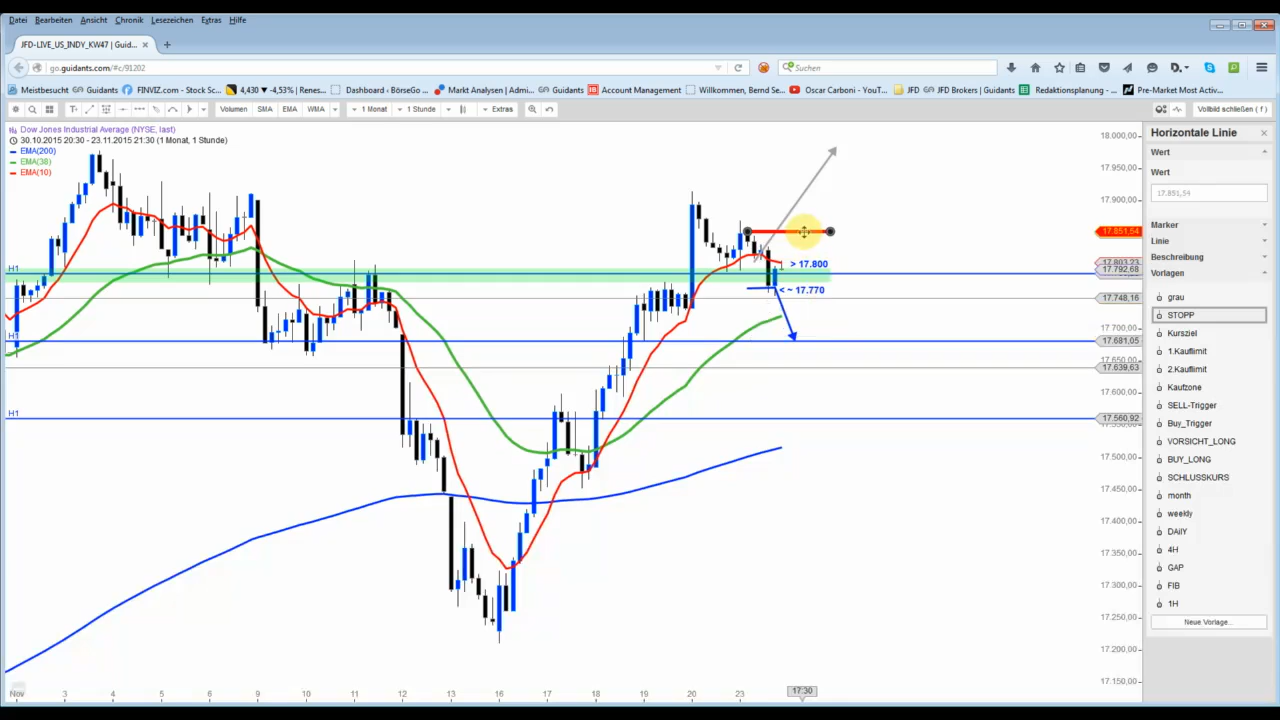 Datei Bearbeiten Ansicht Chronik Lesezeichen Extras Hilfe
JFD-LIVE_US_INDY_KW47 | Guid... × +
go.guidants.com/#c/91202 Suchen
Meistbesucht Guidants FINVIZ.com - Stock Sc... 4,430 -4,53% | Renes... Dashboard ‹ BörseGo ... Markt Analysen | Admi... Guidants Account Management Willkommen, Bernd Se... Oscar Carboni - YouT... JFD JFD Brokers | Guidants Redaktionsplanung - ... Pre-Market Most Activ...
Volumen SMA EMA WMA 1 Monat 1 Stunde Extras Vollbild schließen ( f )
Dow Jones Industrial Average (NYSE, last)
30.10.2015 20:30 - 23.11.2015 21:30 (1 Monat, 1 Stunde)
EMA(200)
EMA(38)
EMA(10)
H1
H1
H1
> 17.800
< ~ 17.770
18.000,00
17.950,00
17.900,00
17.851,54
17.803,23
17.792,68
17.748,16
17.700,00
17.681,05
17.650,00
17.639,63
17.600,00
17.560,92
17.500,00
17.450,00
17.400,00
17.350,00
17.300,00
17.250,00
17.200,00
17.150,00
Nov 3 4 5 6 9 10 11 12 13 16 17 18 19 20 23 17:30
Horizontale Linie
Wert
Wert
17.851,54
Marker
Linie
Beschreibung
Vorlagen
grau
STOPP
Kursziel
1.Kauflimit
2.Kauflimit
Kaufzone
SELL-Trigger
Buy_Trigger
VORSICHT_LONG
BUY_LONG
SCHLUSSKURS
month
weekly
DAilY
4H
GAP
FIB
1H
Neue Vorlage...